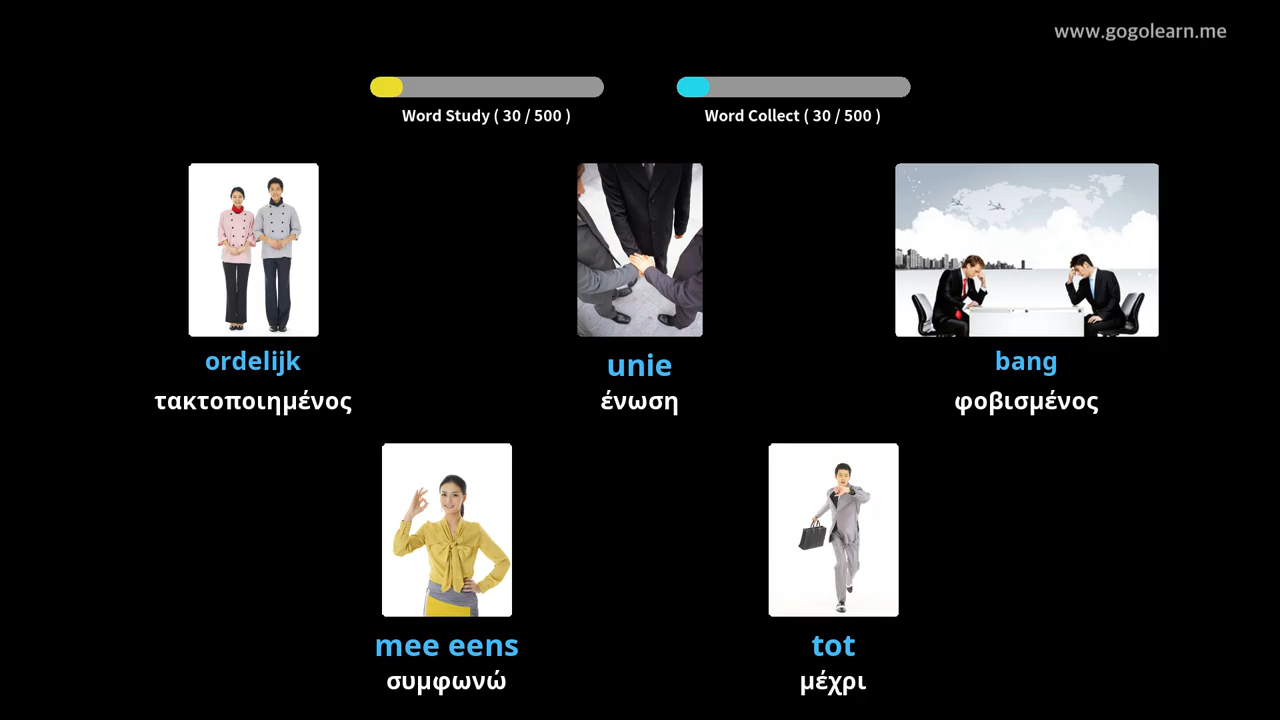 www.gogolearn.me
Word Study ( 30 / 500 )
Word Collect ( 30 / 500 )
ordelijk
τακτοποιημένος
unie
ένωση
bang
φοβισμένος
mee eens
συμφωνώ
tot
μέχρι